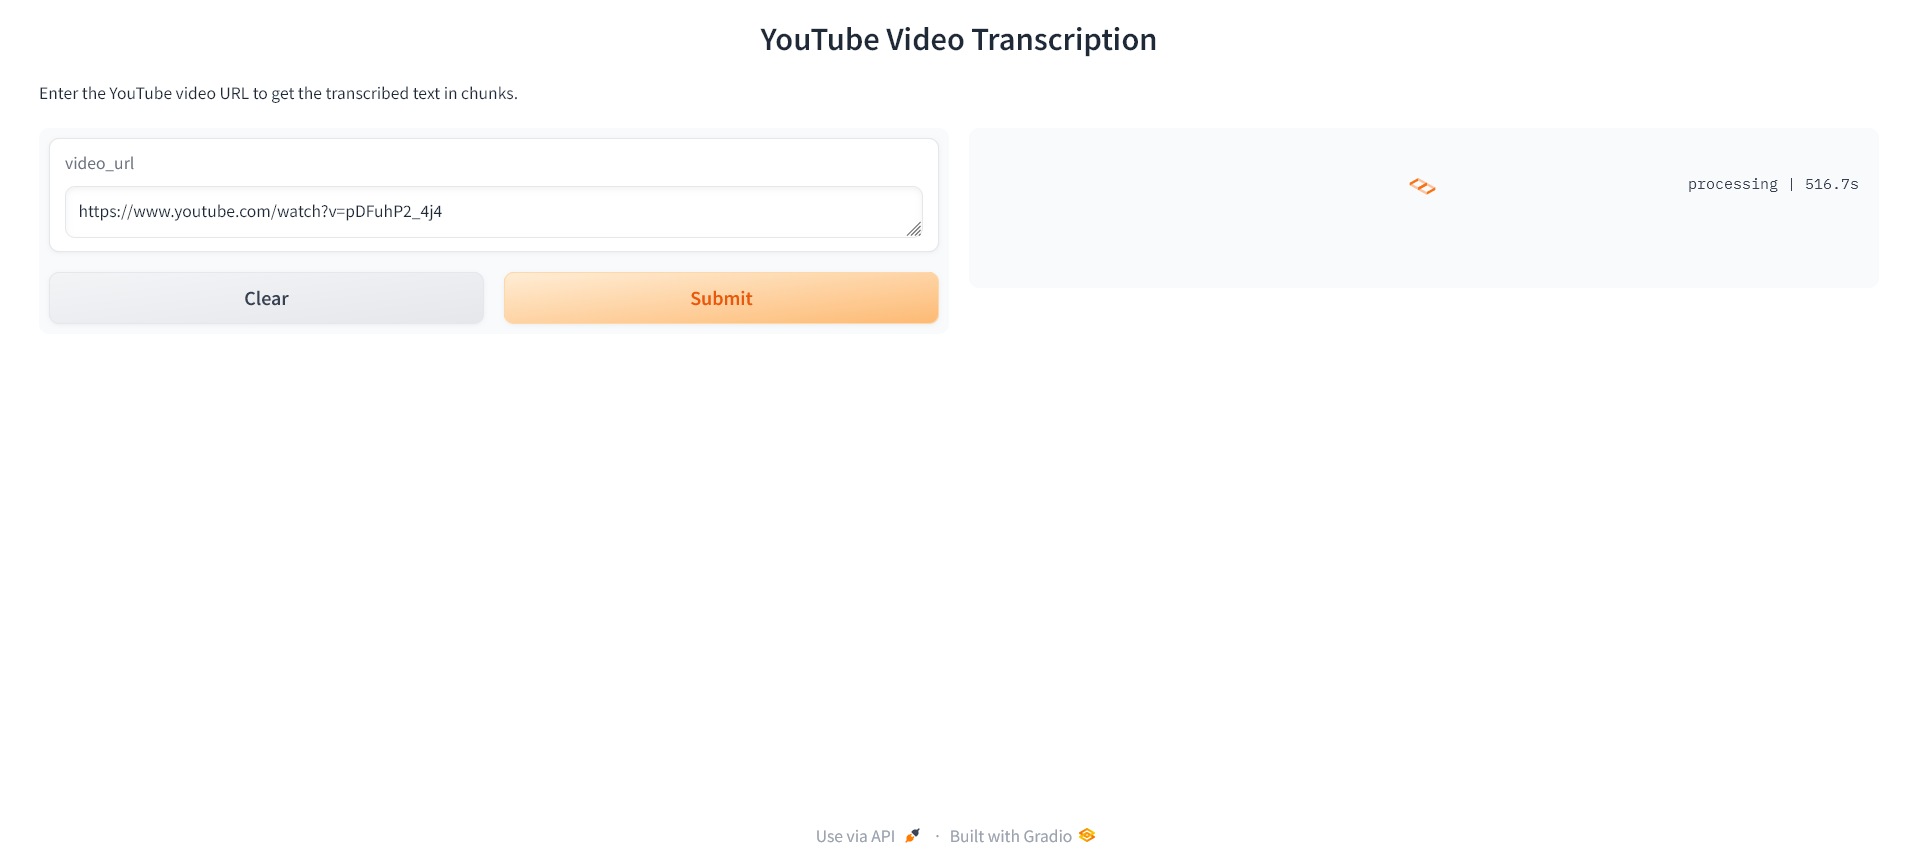 YouTube Video Transcription
Enter the YouTube video URL to get the transcribed text in chunks.
video_url
https://www.youtube.com/watch?v=pDFuhP2_4j4
Clear
Submit
processing | 516.7s
Use via API · Built with Gradio